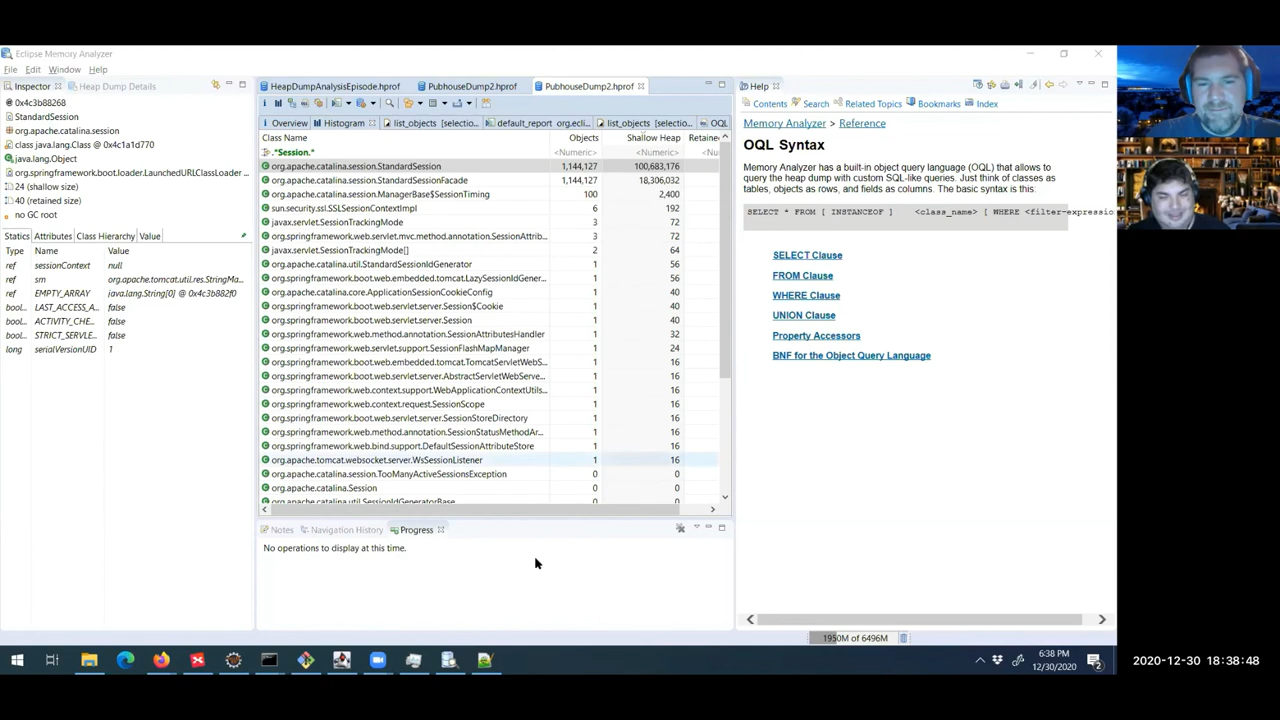 Eclipse Memory Analyzer
File Edit Window Help
Inspector Heap Dump Details
0x4c3b88268
StandardSession
org.apache.catalina.session
class java.lang.Class @ 0x4c1a1d770
java.lang.Object
org.springframework.boot.loader.LaunchedURLClassLoader ...
24 (shallow size)
40 (retained size)
no GC root
Statics Attributes Class Hierarchy Value
Type Name Value
ref sessionContext null
ref sm org.apache.tomcat.util.res.StringMa...
ref EMPTY_ARRAY java.lang.String[0] @ 0x4c3b882f0
bool... LAST_ACCESS_A... false
bool... ACTIVITY_CHE... false
bool... STRICT_SERVLE... false
long serialVersionUID 1
HeapDumpAnalysisEpisode.hprof PubhouseDump2.hprof PubhouseDump2.hprof
Overview Histogram list_objects [selectio... default_report org.ecli... list_objects [selectio... OQL
Class Name Objects Shallow Heap Retaine
.*Session.* <Numeric> <Numeric> <Nu
org.apache.catalina.session.StandardSession 1,144,127 100,683,176
org.apache.catalina.session.StandardSessionFacade 1,144,127 18,306,032
org.apache.catalina.session.ManagerBase$SessionTiming 100 2,400
sun.security.ssl.SSLSessionContextImpl 6 192
javax.servlet.SessionTrackingMode 3 72
org.springframework.web.servlet.mvc.method.annotation.SessionAttrib... 3 72
javax.servlet.SessionTrackingMode[] 2 64
org.apache.catalina.util.StandardSessionIdGenerator 1 56
org.springframework.boot.web.embedded.tomcat.LazySessionIdGener... 1 56
org.apache.catalina.core.ApplicationSessionCookieConfig 1 40
org.springframework.boot.web.servlet.server.Session$Cookie 1 40
org.springframework.boot.web.servlet.server.Session 1 40
org.springframework.web.method.annotation.SessionAttributesHandler 1 32
org.springframework.web.servlet.support.SessionFlashMapManager 1 24
org.springframework.boot.web.embedded.tomcat.TomcatServletWebS... 1 16
org.springframework.boot.web.servlet.server.AbstractServletWebServe... 1 16
org.springframework.web.context.support.WebApplicationContextUtils... 1 16
org.springframework.web.context.request.SessionScope 1 16
org.springframework.boot.web.servlet.server.SessionStoreDirectory 1 16
org.springframework.web.method.annotation.SessionStatusMethodAr... 1 16
org.springframework.web.bind.support.DefaultSessionAttributeStore 1 16
org.apache.tomcat.websocket.server.WsSessionListener 1 16
org.apache.catalina.session.TooManyActiveSessionsException 0 0
org.apache.catalina.Session 0 0
org.apache.catalina.util.SessionIdGeneratorBase 0 0
Notes Navigation History Progress
No operations to display at this time.
Help
Contents Search Related Topics Bookmarks Index
Memory Analyzer > Reference
OQL Syntax
Memory Analyzer has a built-in object query language (OQL) that allows to
query the heap dump with custom SQL-like queries. Just think of classes as
tables, objects as rows, and fields as columns. The basic syntax is this:
SELECT * FROM [ INSTANCEOF ] <class_name> [ WHERE <filter-expressio
SELECT Clause
FROM Clause
WHERE Clause
UNION Clause
Property Accessors
BNF for the Object Query Language
1950M of 6496M
6:38 PM
12/30/2020
2
2020-12-30 18:38:48